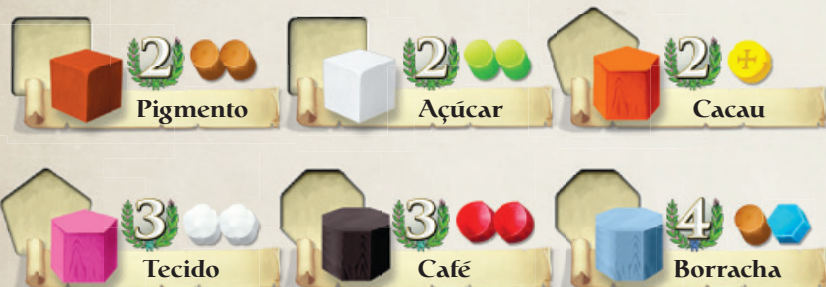 2
Pigmento
2
Açúcar
2
Cacau
3
Tecido
3
Café
4
Borracha